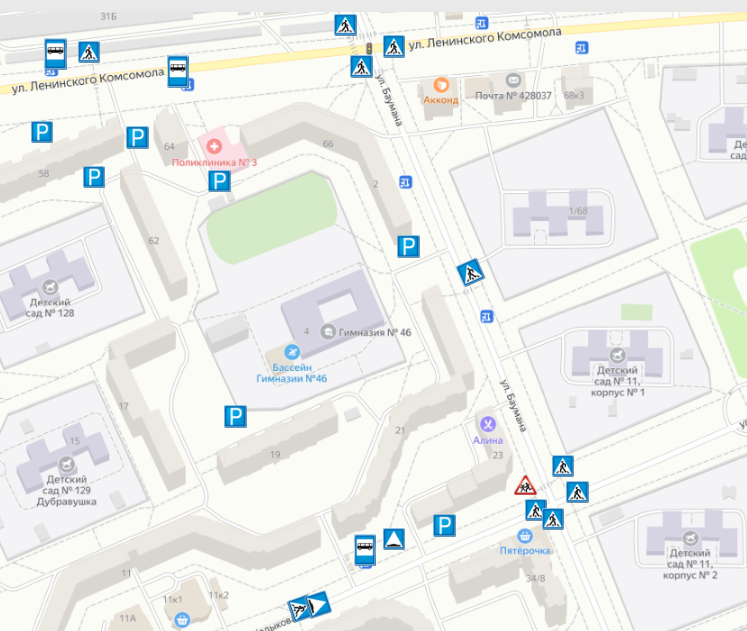 31Б
ул. Ленинского Комсомола
ул. Ленинского Комсомола
ул. Баумана
Акконд
Почта № 428037
68к3
P
P
64
Поликлиника № 3
66
58
P
P
2
Де
сад
62
1/68
P
Детский
сад № 128
4
Гимназия № 46
Бассейн
Гимназии №46
Детский
сад № 11,
корпус № 1
17
ул. Баумана
P
21
Алина
15
19
23
Детский
сад № 129
Дубравушка
P
Пятёрочка
Детский
сад № 11,
корпус № 2
11
34/8
11к1
11к2
11А